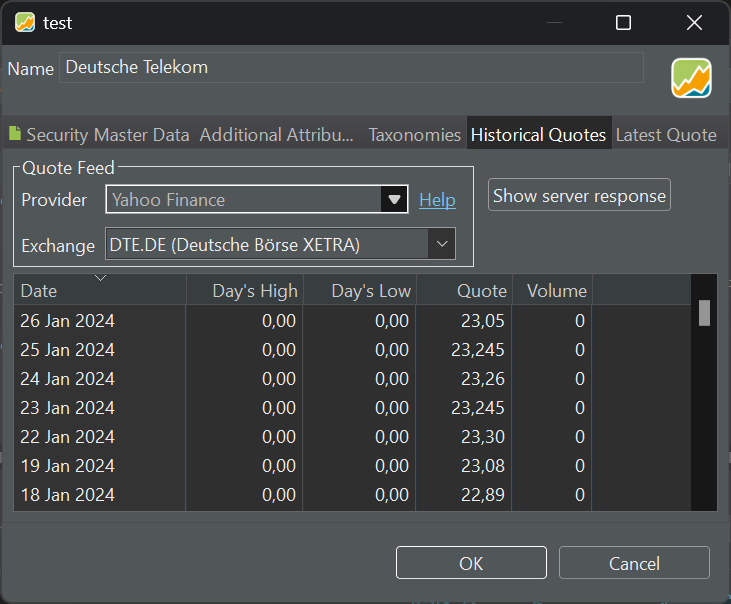 test
Name Deutsche Telekom
Security Master Data Additional Attribu... Taxonomies Historical Quotes Latest Quote
Quote Feed
Provider Yahoo Finance Help Show server response
Exchange DTE.DE (Deutsche Börse XETRA)
Date Day's High Day's Low Quote Volume
26 Jan 2024 0,00 0,00 23,05 0
25 Jan 2024 0,00 0,00 23,245 0
24 Jan 2024 0,00 0,00 23,26 0
23 Jan 2024 0,00 0,00 23,245 0
22 Jan 2024 0,00 0,00 23,30 0
19 Jan 2024 0,00 0,00 23,08 0
18 Jan 2024 0,00 0,00 22,89 0
OK Cancel